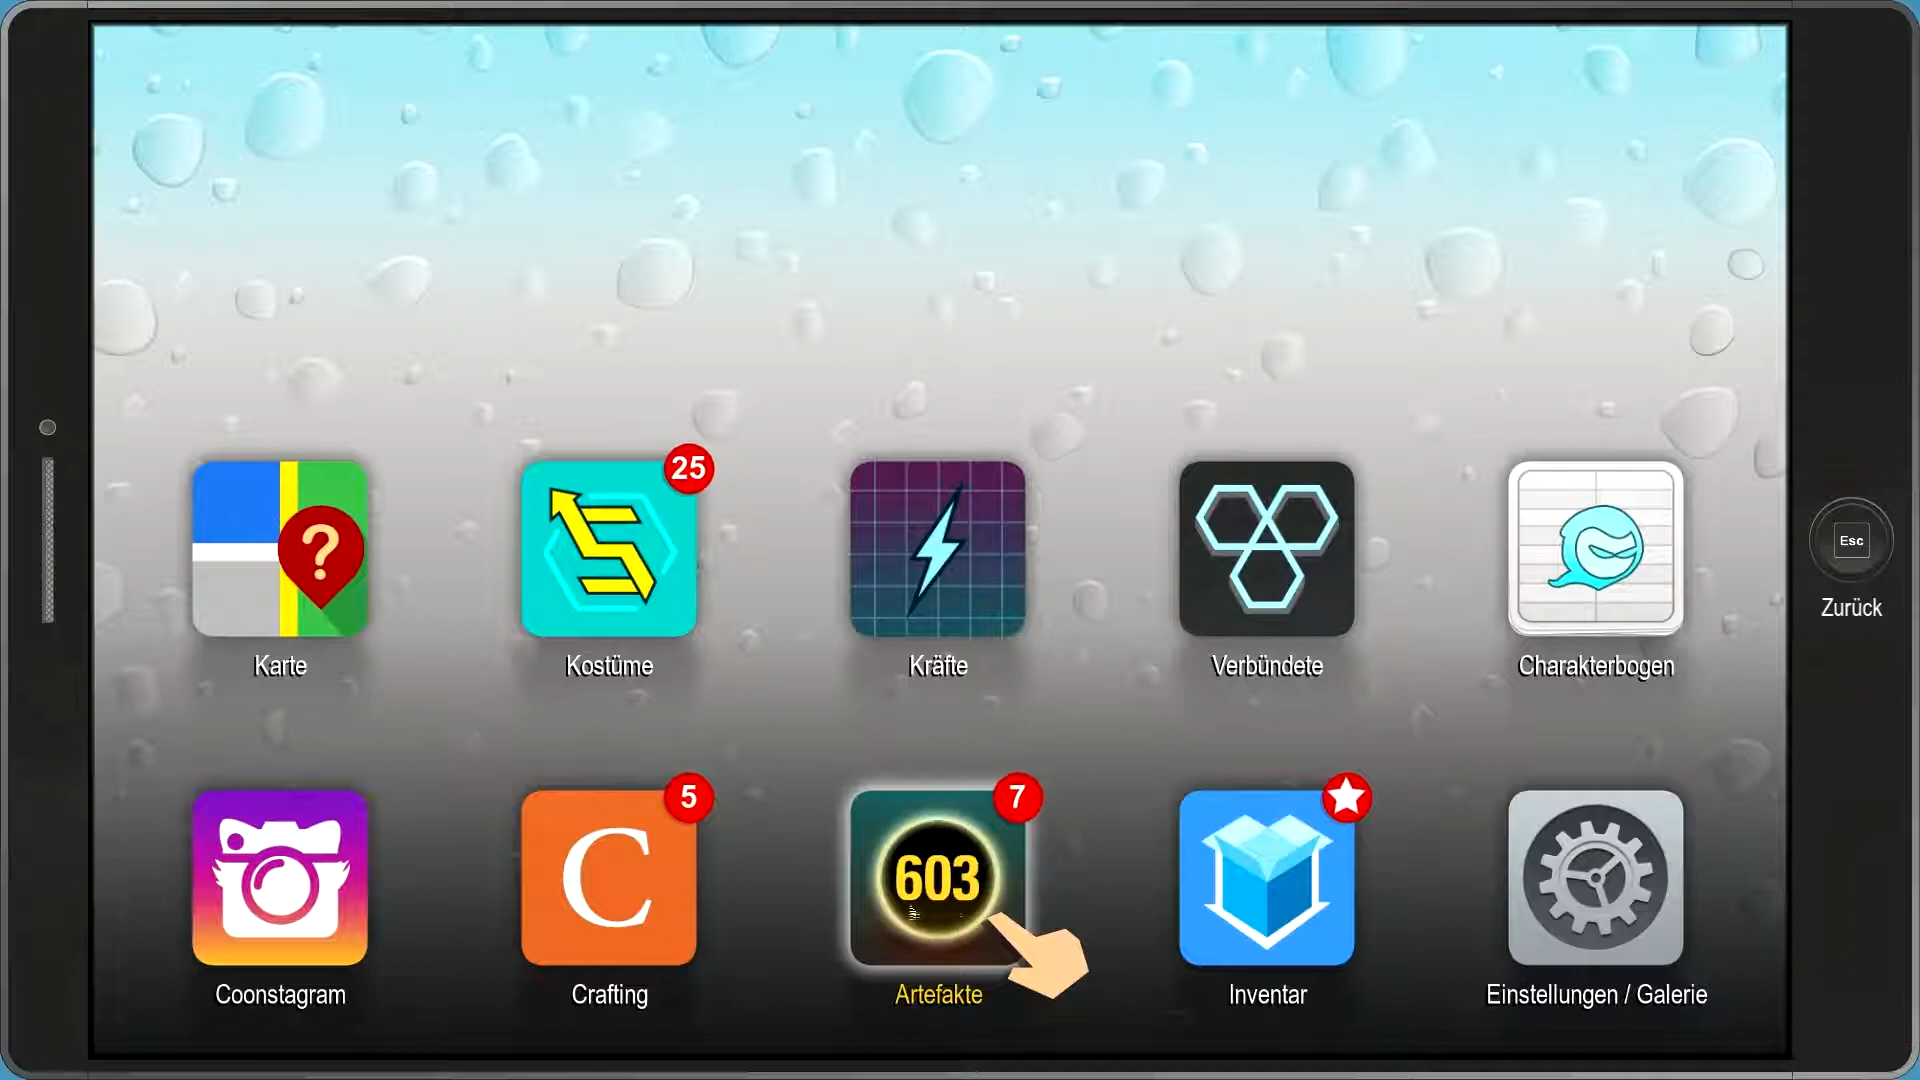 25
?
Esc
Zurück
Karte
Kostüme
Kräfte
Verbündete
Charakterbogen
5
7
C
603
Coonstagram
Crafting
Artefakte
Inventar
Einstellungen / Galerie